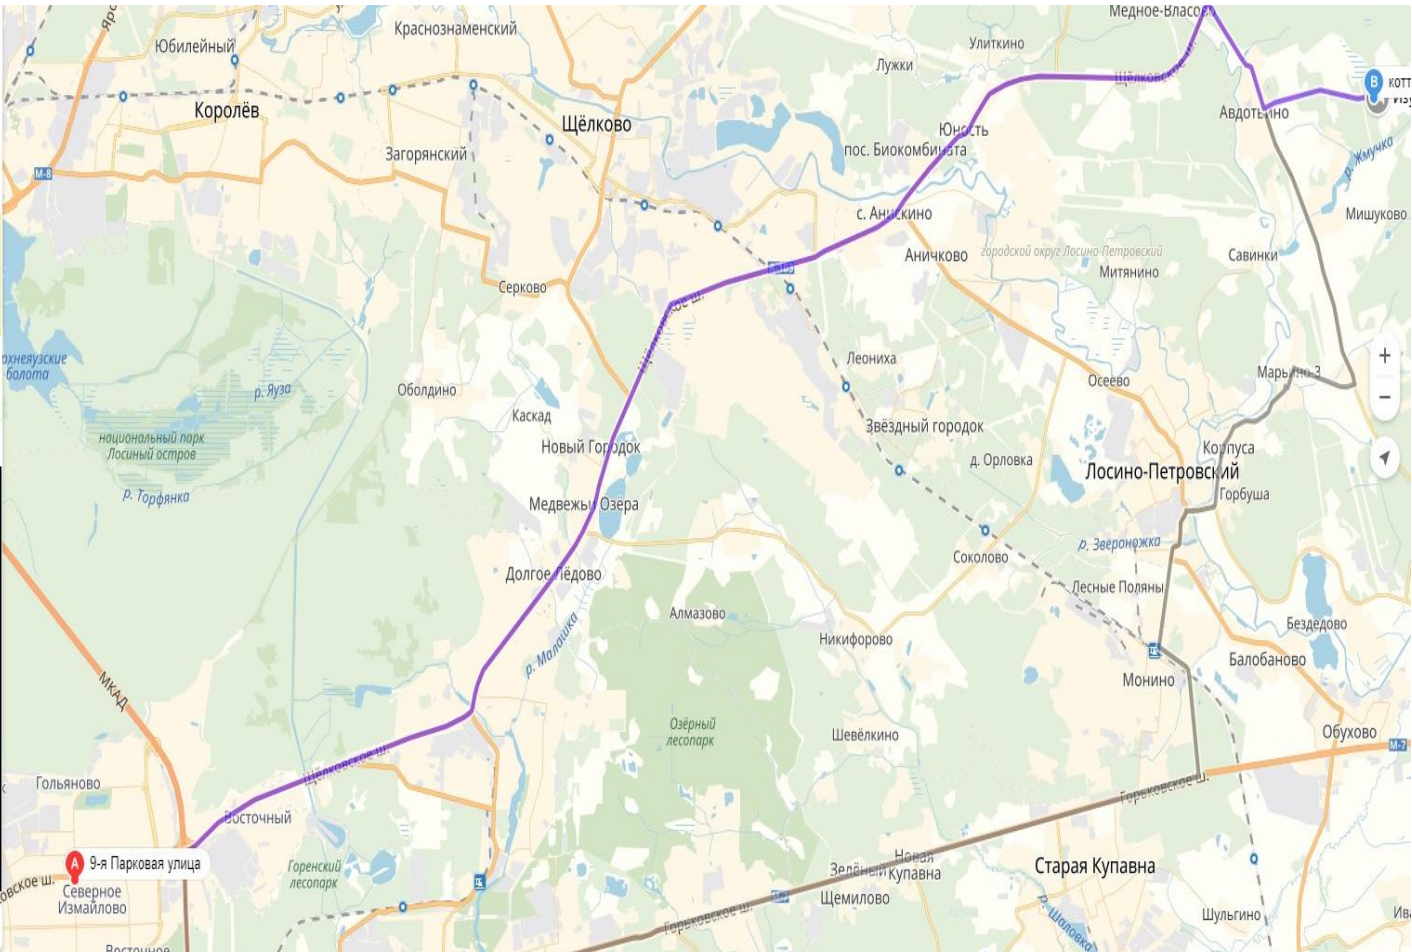 Медное-Власово
Краснознаменский
Юбилейный
Улиткино
Лужки
Щёлковское ш.
В
Королёв
Щёлково
Авдотьино
Юность
Загорянский
пос. Биокомбината
р. Жмучка
М-8
с. Анискино
Мишуково
Аничково
городской округ Лосино-Петровский
Савинки
Митянино
Серково
Щёлковское ш.
Леониха
болота
р. Яуза
Оболдино
Осеево
Марьино-3
+
−
Каскад
Звёздный городок
национальный парк
Лосиный остров
Новый Городок
Корпуса
д. Орловка
Лосино-Петровский
р. Торфянка
Горбуша
Медвежьи Озёра
р. Звероножка
Соколово
Долгое Лёдово
Лесные Поляны
Алмазово
Бездедово
Никифорово
р. Малашка
Балобаново
Монино
МКАД
Озёрный
лесопарк
Шевёлкино
Обухово
М-7
Щёлковское ш.
Гольяново
Горьковское ш.
Восточный
А
9-я Парковая улица
Горенский
лесопарк
Новая
Купавна
Зелёный
Старая Купавна
Северное
Измайлово
Щемилово
Горьковское ш.
Шульгино
р. Шаловка
Восточное